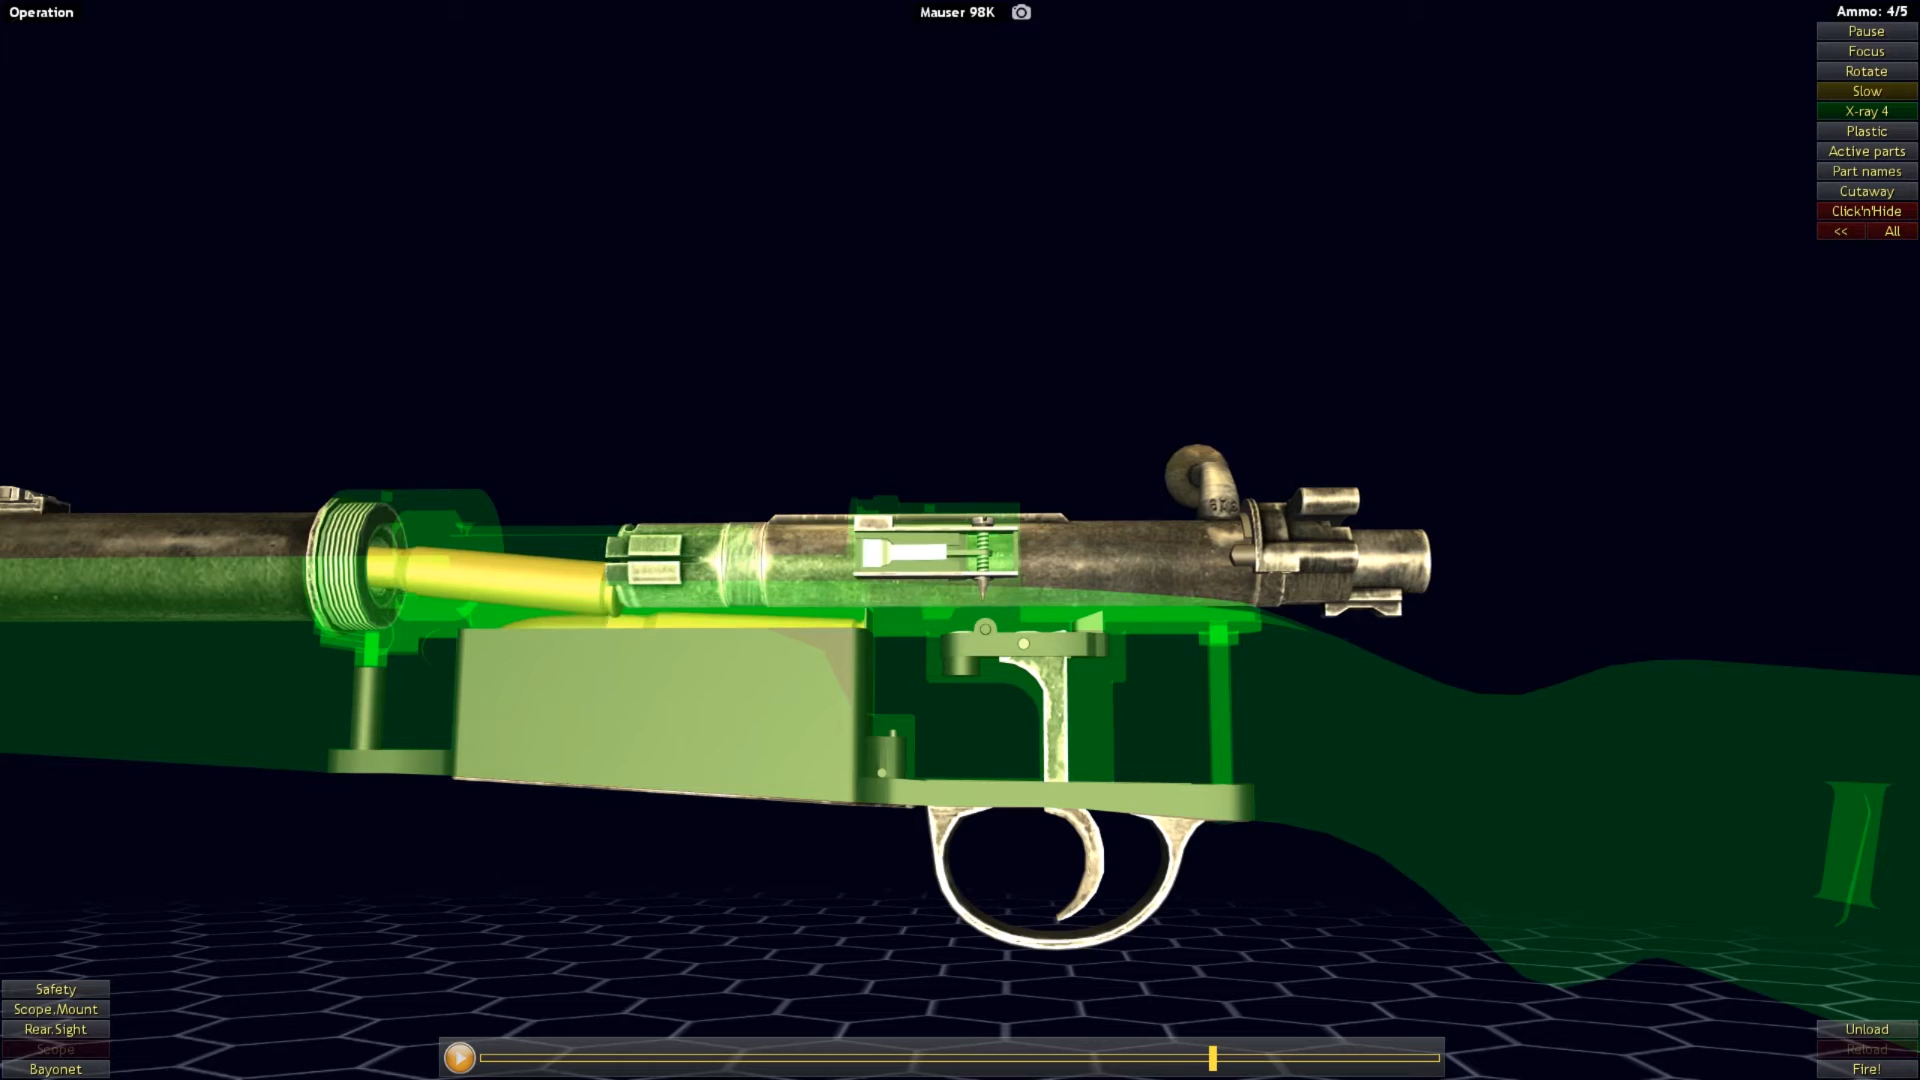 Operation
Mauser 98K
Ammo: 4/5
Pause
Focus
Rotate
Slow
X-ray 4
Plastic
Active parts
Part names
Cutaway
Click'n'Hide
<< All
Safety
Scope.Mount
Rear.Sight
Scope
Bayonet
Unload
Reload
Fire!